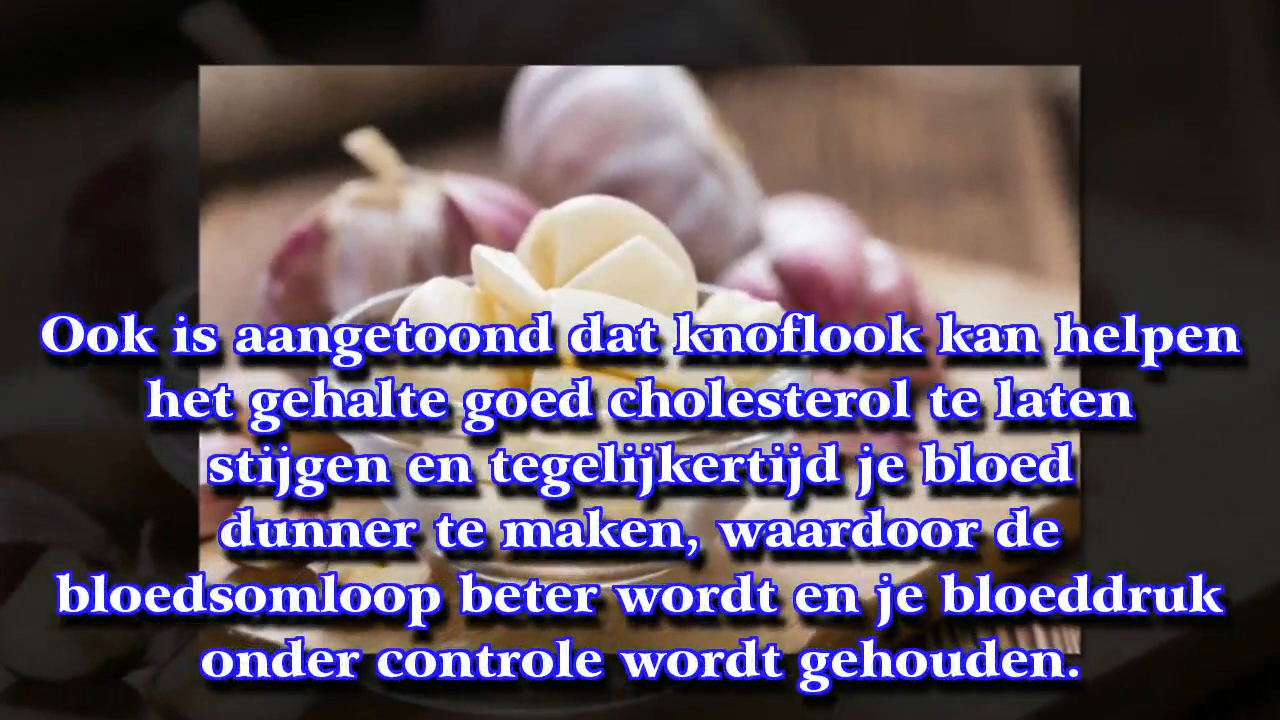 Ook is aangetoond dat knoflook kan helpen
het gehalte goed cholesterol te laten
stijgen en tegelijkertijd je bloed
dunner te maken, waardoor de
bloedsomloop beter wordt en je bloeddruk
onder controle wordt gehouden.